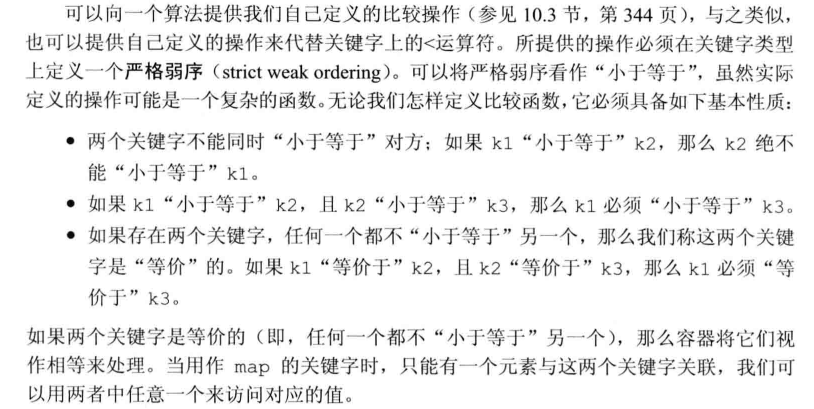 可以向一个算法提供我们自己定义的比较操作（参见 10.3 节，第 344 页），与之类似，
也可以提供自己定义的操作来代替关键字上的<运算符。所提供的操作必须在关键字类型
上定义一个严格弱序（strict weak ordering）。可以将严格弱序看作“小于等于”，虽然实际
定义的操作可能是一个复杂的函数。无论我们怎样定义比较函数，它必须具备如下基本性质：
● 两个关键字不能同时“小于等于”对方；如果 k1“小于等于”k2，那么 k2 绝不
能“小于等于”k1。
● 如果 k1“小于等于”k2，且 k2“小于等于”k3，那么 k1 必须“小于等于”k3。
● 如果存在两个关键字，任何一个都不“小于等于”另一个，那么我们称这两个关键
字是“等价”的。如果 k1“等价于”k2，且 k2“等价于”k3，那么 k1 必须“等
价于”k3。
如果两个关键字是等价的（即，任何一个都不“小于等于”另一个），那么容器将它们视
作相等来处理。当用作 map 的关键字时，只能有一个元素与这两个关键字关联，我们可
以用两者中任意一个来访问对应的值。